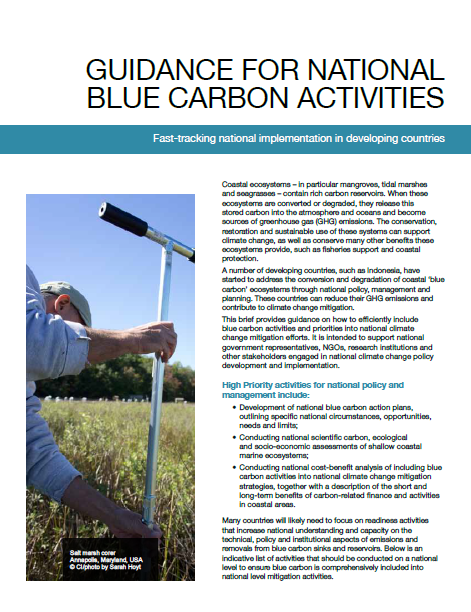 GUIDANCE FOR NATIONAL
BLUE CARBON ACTIVITIES
Fast-tracking national implementation in developing countries
Coastal ecosystems – in particular mangroves, tidal marshes
and seagrasses – contain rich carbon reservoirs. When these
ecosystems are converted or degraded, they release this
stored carbon into the atmosphere and oceans and become
sources of greenhouse gas (GHG) emissions. The conservation,
restoration and sustainable use of these systems can support
climate change, as well as conserve many other benefits these
ecosystems provide, such as fisheries support and coastal
protection.
A number of developing countries, such as Indonesia, have
started to address the conversion and degradation of coastal ‘blue
carbon’ ecosystems through national policy, management and
planning. These countries can reduce their GHG emissions and
contribute to climate change mitigation.
This brief provides guidance on how to efficiently include
blue carbon activities and priorities into national climate
change mitigation efforts. It is intended to support national
government representatives, NGOs, research institutions and
other stakeholders engaged in national climate change policy
development and implementation.
High Priority activities for national policy and
management include:
• Development of national blue carbon action plans,
outlining specific national circumstances, opportunities,
needs and limits;
• Conducting national scientific carbon, ecological
and socio-economic assessments of shallow coastal
marine ecosystems;
• Conducting national cost-benefit analysis of including blue
carbon activities into national climate change mitigation
strategies, together with a description of the short and
long-term benefits of carbon-related finance and activities
in coastal areas.
Many countries will likely need to focus on readiness activities
that increase national understanding and capacity on the
technical, policy and institutional aspects of emissions and
removals from blue carbon sinks and reservoirs. Below is an
indicative list of activities that should be conducted on a national
level to ensure blue carbon is comprehensively included into
national level mitigation activities.
Salt marsh corer
Annapolis, Maryland, USA
© CI/photo by Sarah Hoyt